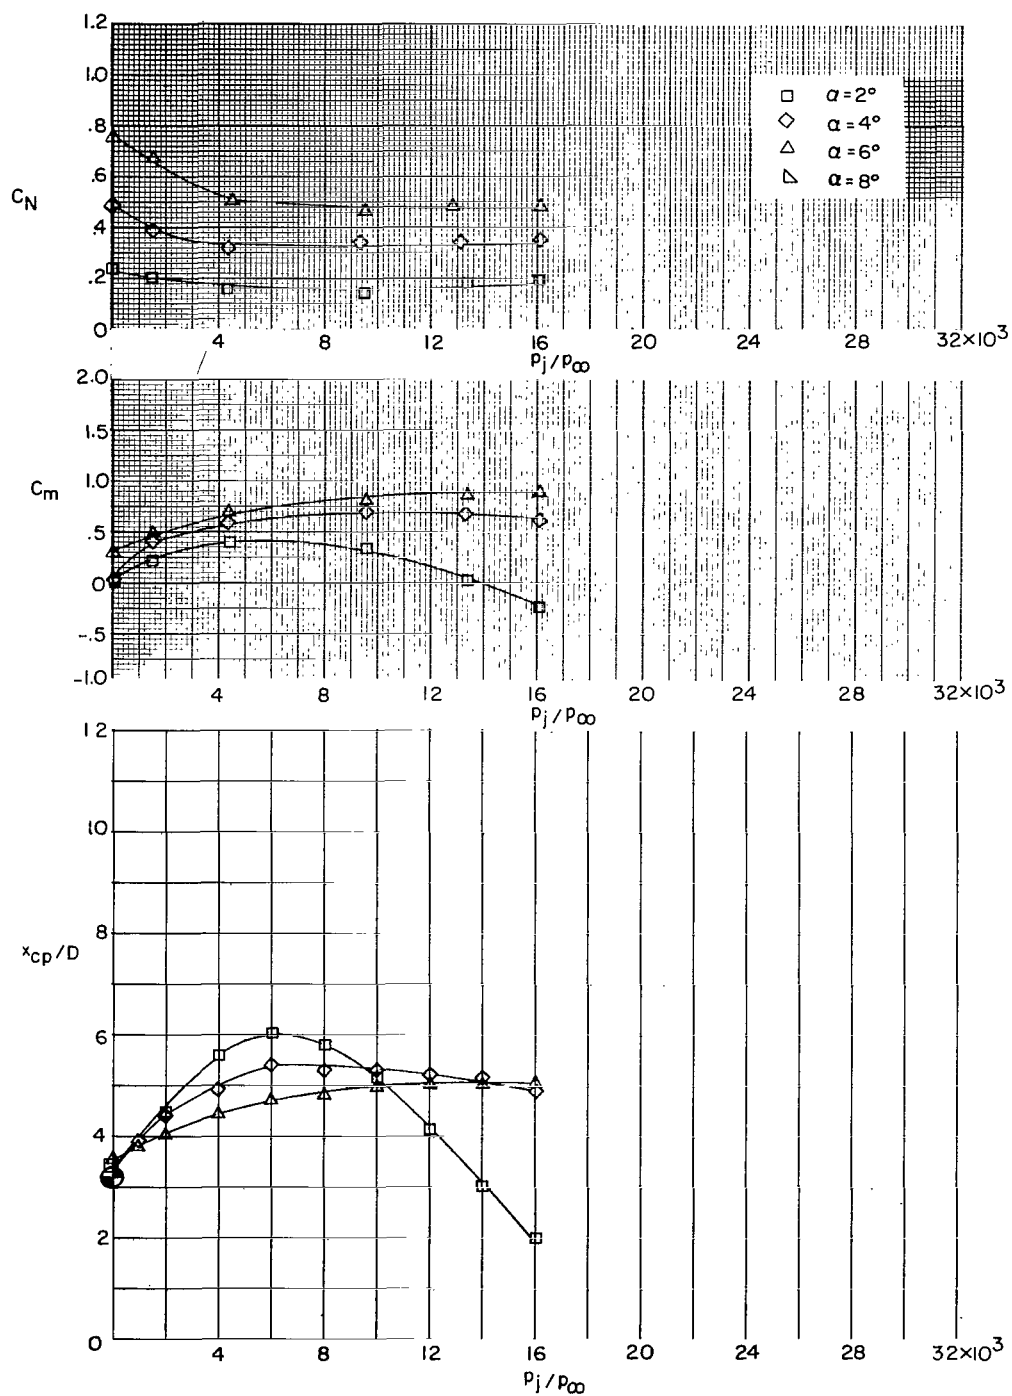 1.2
1.0
.8
.6
.4
.2
0
C_N
α = 2°
α = 4°
α = 6°
α = 8°
4 8 12 16 20 24 28 32×10³
p_j/p_∞
2.0
1.5
1.0
.5
0
-.5
-1.0
C_m
4 8 12 16 20 24 28 32×10³
p_j/p_∞
12
10
8
6
4
2
0
x_cp/D
4 8 12 16 20 24 28 32×10³
p_j/p_∞